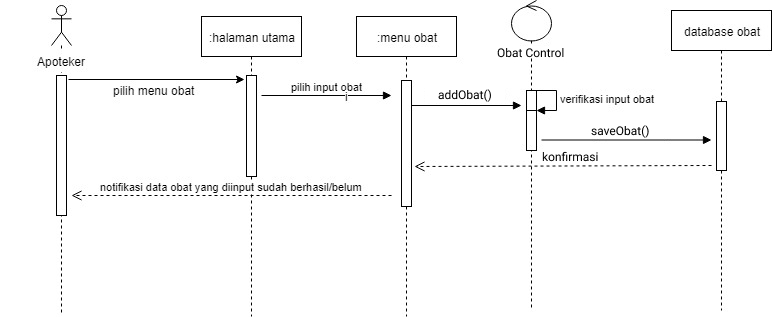 :halaman utama
:menu obat
database obat
Obat Control
Apoteker
pilih menu obat
pilih input obat
addObat()
verifikasi input obat
saveObat()
konfirmasi
notifikasi data obat yang diinput sudah berhasil/belum